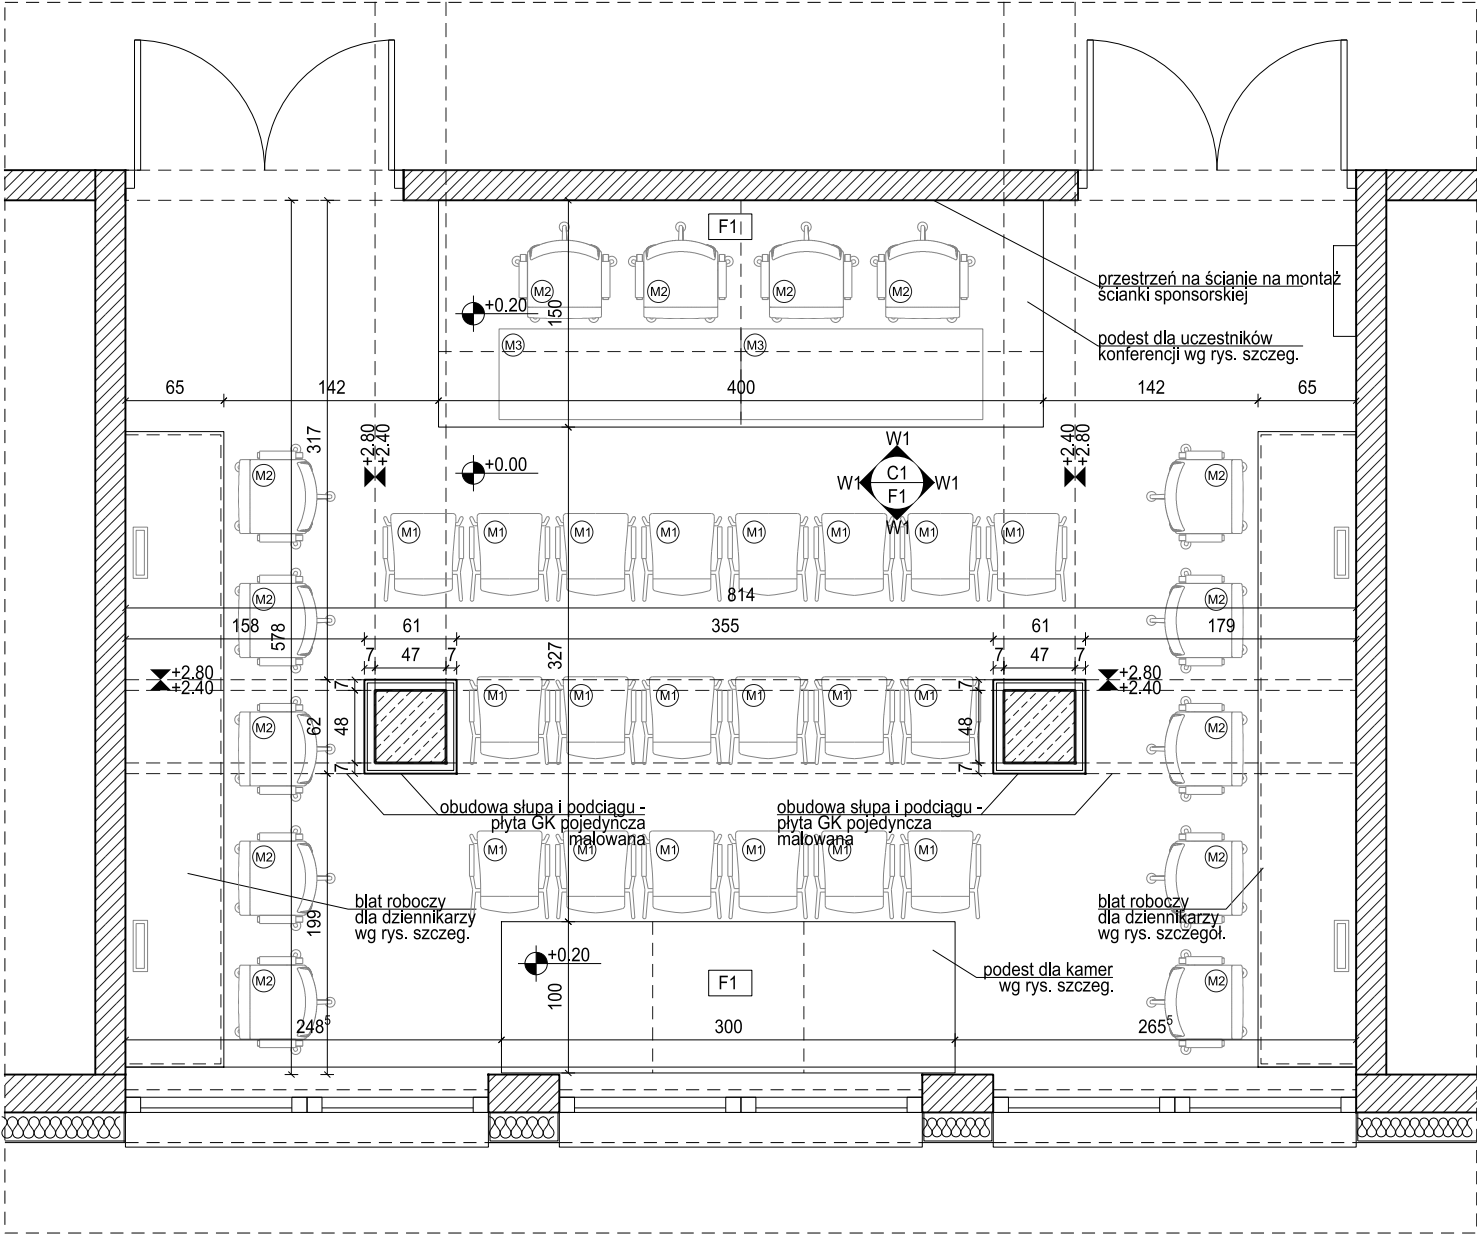 F1
M2
M2
M2
M2
+0.20
150
przestrzeń na ścianie na montaż
ścianki sponsorskiej
M3
M3
podest dla uczestników
konferencji wg rys. szczeg.
65
142
400
142
65
317
+2.80
+2.40
+0.00
W1
W1
C1
F1
W1
W1
+2.40
+2.80
M2
M2
M1
M1
M1
M1
M1
M1
M1
M1
814
M2
M2
158
578
61
355
61
179
7
47
7
327
7
47
7
+2.80
+2.40
+2.80
+2.40
7
M1
M1
M1
M1
M1
M1
7
62
48
48
M2
M2
7
7
obudowa słupa i podciągu -
płyta GK pojedyncza
malowana
obudowa słupa i podciągu -
płyta GK pojedyncza
malowana
M1
M1
M1
M1
M1
M1
M2
M2
blat roboczy
dla dziennikarzy
wg rys. szczeg.
199
blat roboczy
dla dziennikarzy
wg rys. szczegół.
+0.20
podest dla kamer
wg rys. szczeg.
M2
F1
100
M2
248⁵
300
265⁵